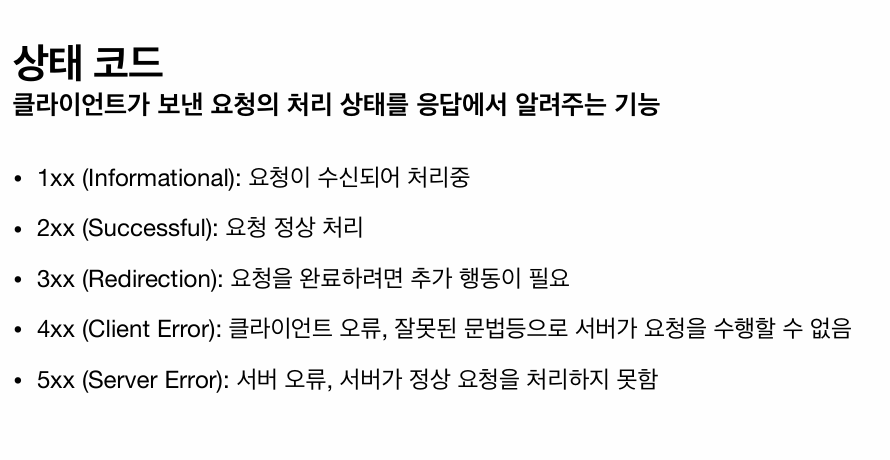 상태 코드
클라이언트가 보낸 요청의 처리 상태를 응답에서 알려주는 기능
• 1xx (Informational): 요청이 수신되어 처리중
• 2xx (Successful): 요청 정상 처리
• 3xx (Redirection): 요청을 완료하려면 추가 행동이 필요
• 4xx (Client Error): 클라이언트 오류, 잘못된 문법등으로 서버가 요청을 수행할 수 없음
• 5xx (Server Error): 서버 오류, 서버가 정상 요청을 처리하지 못함